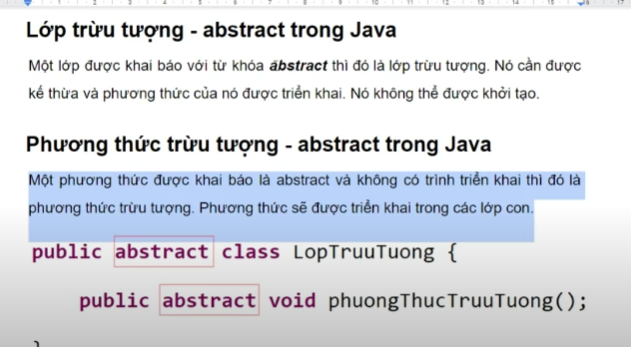 Lớp trừu tượng - abstract trong Java
Một lớp được khai báo với từ khóa abstract thì đó là lớp trừu tượng. Nó cần được
kế thừa và phương thức của nó được triển khai. Nó không thể được khởi tạo.
Phương thức trừu tượng - abstract trong Java
Một phương thức được khai báo là abstract và không có trình triển khai thì đó là
phương thức trừu tượng. Phương thức sẽ được triển khai trong các lớp con.
public abstract class LopTruuTuong {
public abstract void phuongThucTruuTuong();